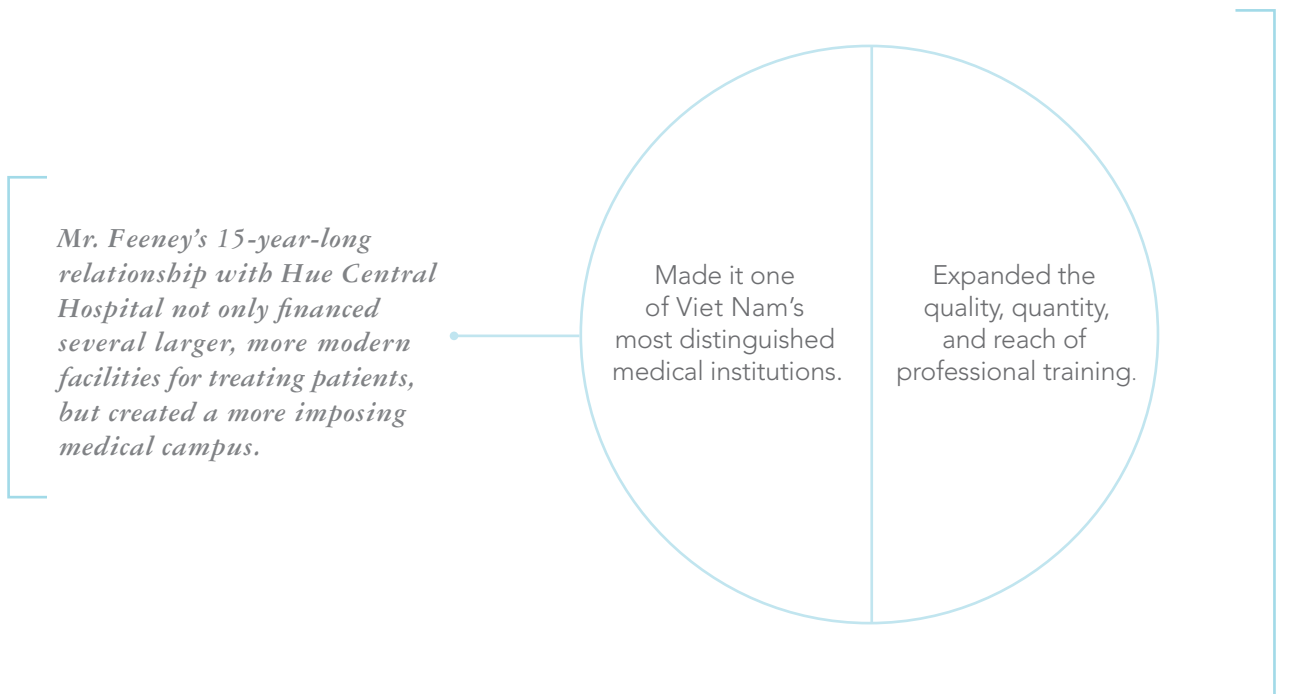 Mr. Feeney’s 15-year-long
relationship with Hue Central
Hospital not only financed
several larger, more modern
facilities for treating patients,
but created a more imposing
medical campus.
Made it one
of Viet Nam’s
most distinguished
medical institutions.
Expanded the
quality, quantity,
and reach of
professional training.